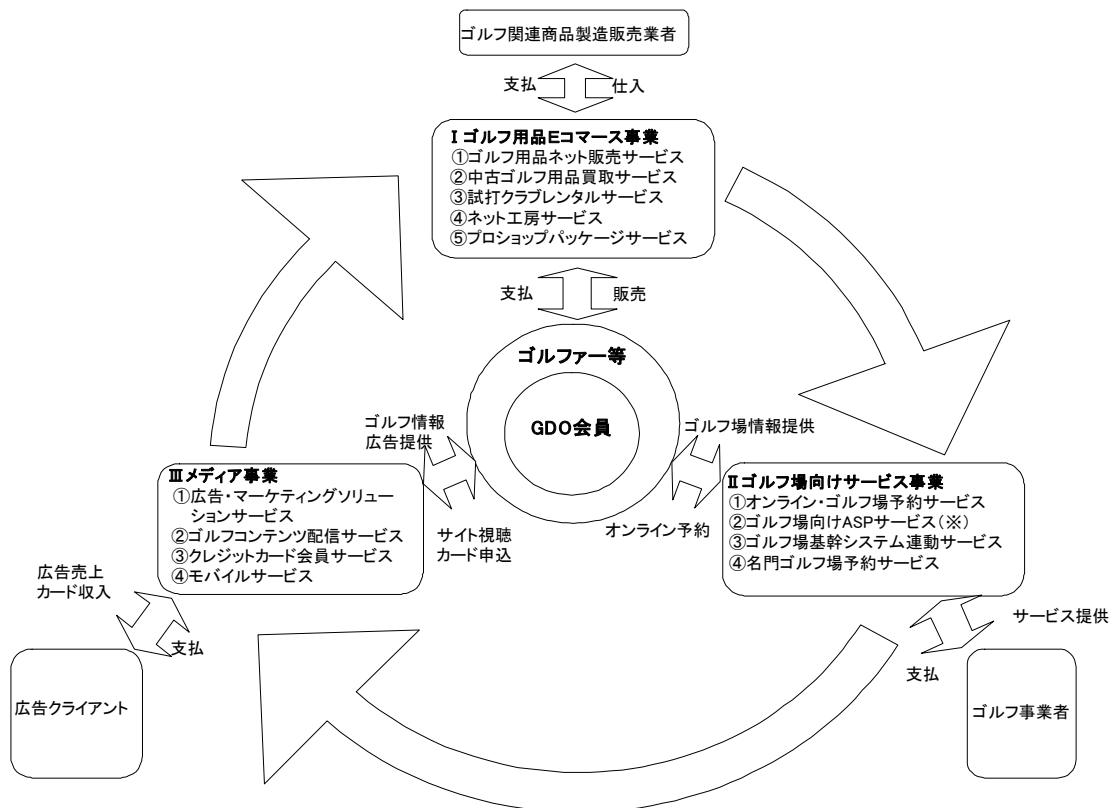 ゴルフ関連商品製造販売業者
支払
仕入
Ⅰゴルフ用品Eコマース事業
①ゴルフ用品ネット販売サービス
②中古ゴルフ用品買取サービス
③試打クラブレンタルサービス
④ネット工房サービス
⑤プロショップパッケージサービス
支払
販売
ゴルファー等
GDO会員
ゴルフ情報
広告提供
ゴルフ場情報提供
Ⅲメディア事業
①広告・マーケティングソリュー
ションサービス
②ゴルフコンテンツ配信サービス
③クレジットカード会員サービス
④モバイルサービス
サイト視聴
カード申込
オンライン予約
Ⅱゴルフ場向けサービス事業
①オンライン・ゴルフ場予約サービス
②ゴルフ場向けASPサービス(※)
③ゴルフ場基幹システム連動サービス
④名門ゴルフ場予約サービス
広告売上
カード収入
支払
サービス提供
支払
広告クライアント
ゴルフ事業者